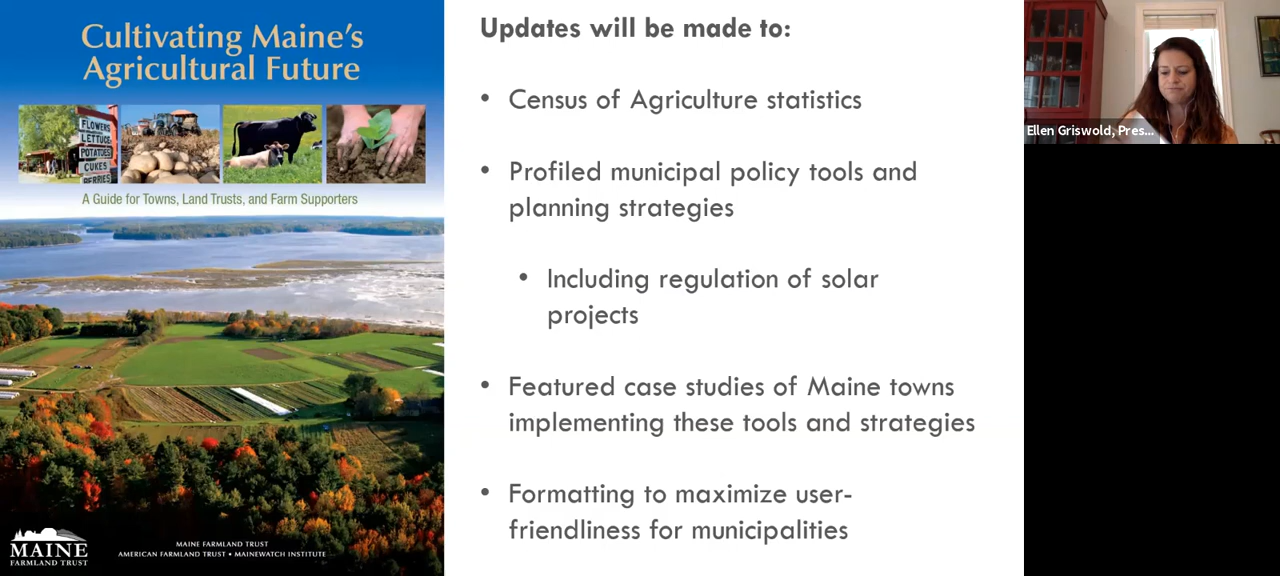 Cultivating Maine's
Agricultural Future
FLOWERS
LETTUCE
POTATOES
CUKES
BERRIES
A Guide for Towns, Land Trusts, and Farm Supporters
MAINE
FARMLAND TRUST
MAINE FARMLAND TRUST
AMERICAN FARMLAND TRUST • MAINEWATCH INSTITUTE
Updates will be made to:
• Census of Agriculture statistics
• Profiled municipal policy tools and
planning strategies
• Including regulation of solar
projects
• Featured case studies of Maine towns
implementing these tools and strategies
• Formatting to maximize user-
friendliness for municipalities
Ellen Griswold, Pres...